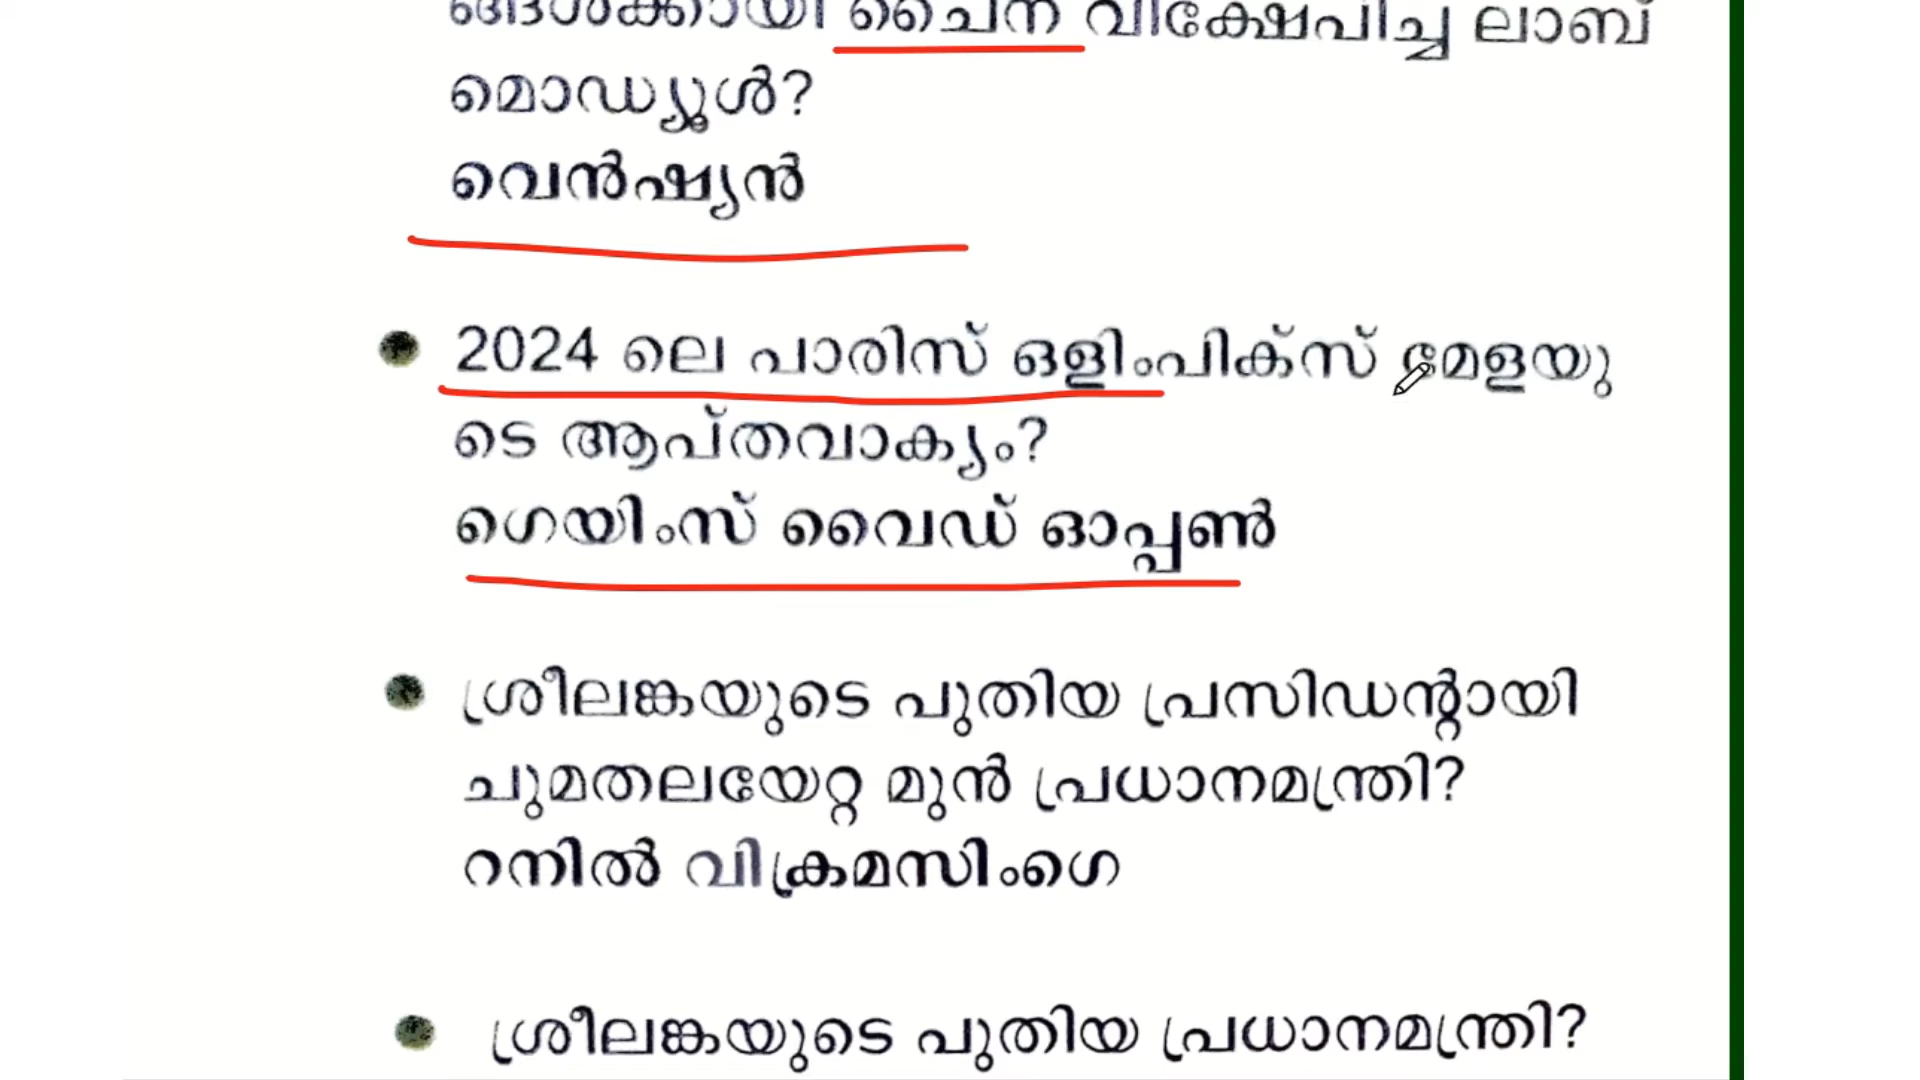 ങ്ങൾക്കായി ചൈന വിക്ഷേപിച്ച ലാബ്
മൊഡ്യൂൾ?
വെൻഷ്യൻ
2024 ലെ പാരിസ് ഒളിംപിക്സ് മേളയു
ടെ ആപ്തവാക്യം?
ഗെയിംസ് വൈഡ് ഓപ്പൺ
ശ്രീലങ്കയുടെ പുതിയ പ്രസിഡന്റായി
ചുമതലയേറ്റ മുൻ പ്രധാനമന്ത്രി?
റനിൽ വിക്രമസിംഗെ
ശ്രീലങ്കയുടെ പുതിയ പ്രധാനമന്ത്രി?